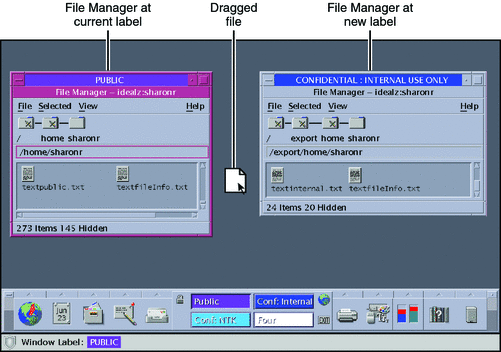 File Manager at
current label
Dragged
file
File Manager at
new label
PUBLIC
File Manager – idealz:sharonr
File Selected View Help
/ home sharonr
/home/sharonr
textpublic.txt textfileInfo.txt
273 Items 145 Hidden
CONFIDENTIAL : INTERNAL USE ONLY
File Manager – idealz:sharonr
File Selected View Help
/ export home sharonr
/export/home/sharonr
textinternal.txt textfileInfo.txt
24 Items 20 Hidden
Jun
23
Public
Conf: Internal
Conf: NTK
Four
EXIT
Window Label: PUBLIC